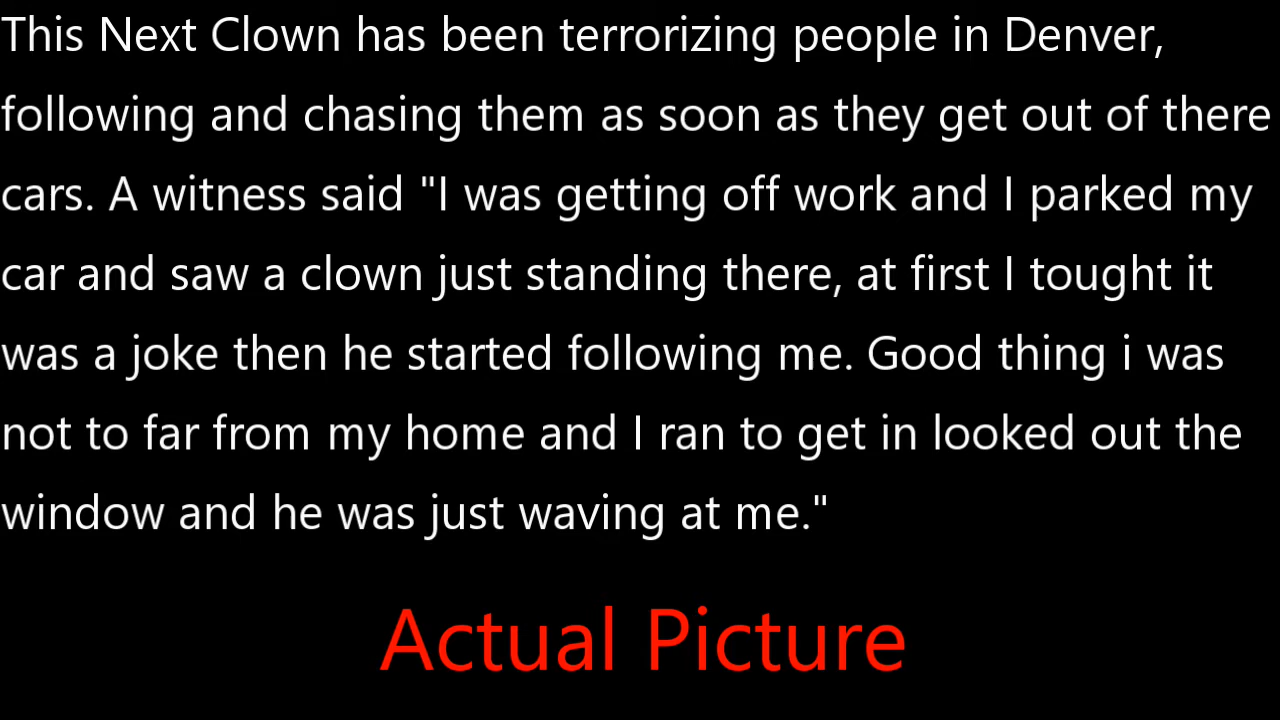 This Next Clown has been terrorizing people in Denver,
following and chasing them as soon as they get out of there
cars. A witness said "I was getting off work and I parked my
car and saw a clown just standing there, at first I tought it
was a joke then he started following me. Good thing i was
not to far from my home and I ran to get in looked out the
window and he was just waving at me."
Actual Picture